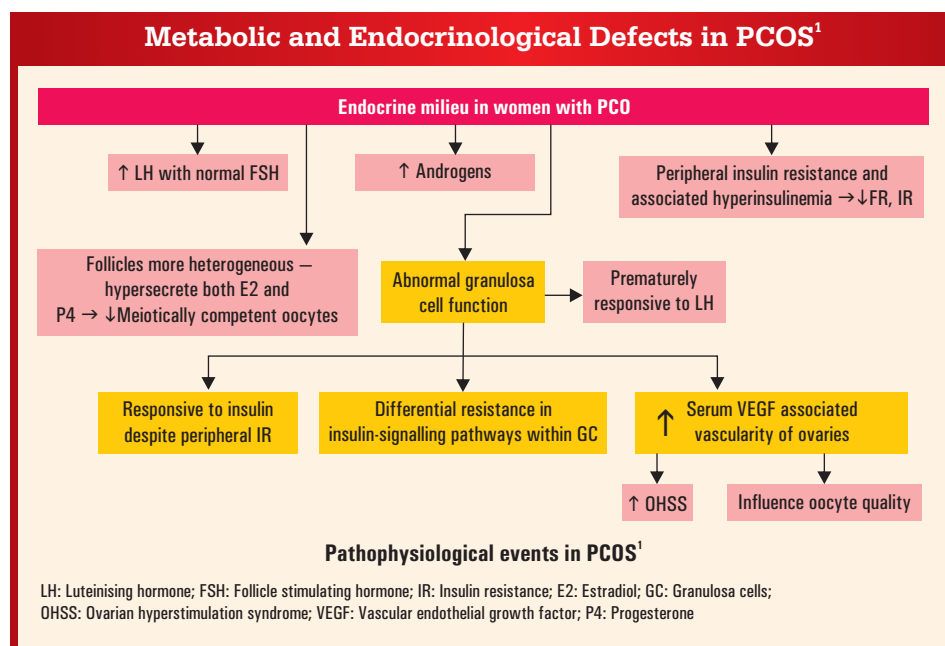 Metabolic and Endocrinological Defects in PCOS¹
Endocrine milieu in women with PCO
↑ LH with normal FSH
↑ Androgens
Peripheral insulin resistance and
associated hyperinsulinemia → ↓FR, IR
Follicles more heterogeneous –
hypersecrete both E2 and
P4 → ↓Meiotically competent oocytes
Abnormal granulosa
cell function
Prematurely
responsive to LH
Responsive to insulin
despite peripheral IR
Differential resistance in
insulin-signalling pathways within GC
↑ Serum VEGF associated
vascularity of ovaries
↑ OHSS
Influence oocyte quality
Pathophysiological events in PCOS¹
LH: Luteinising hormone; FSH: Follicle stimulating hormone; IR: Insulin resistance; E2: Estradiol; GC: Granulosa cells;
OHSS: Ovarian hyperstimulation syndrome; VEGF: Vascular endothelial growth factor; P4: Progesterone